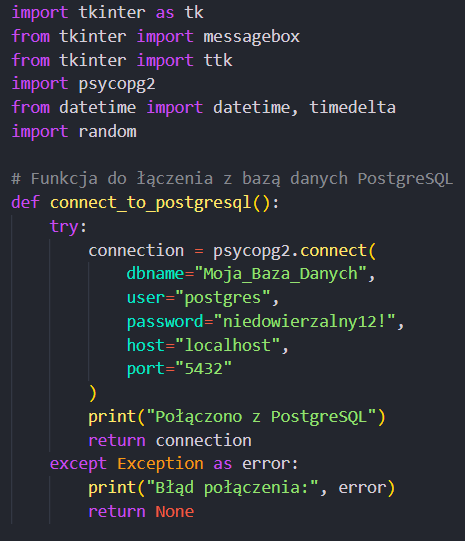 import tkinter as tk
from tkinter import messagebox
from tkinter import ttk
import psycopg2
from datetime import datetime, timedelta
import random

# Funkcja do łączenia z bazą danych PostgreSQL
def connect_to_postgresql():
    try:
        connection = psycopg2.connect(
            dbname="Moja_Baza_Danych",
            user="postgres",
            password="niedowierzalny12!",
            host="localhost",
            port="5432"
        )
        print("Połączono z PostgreSQL")
        return connection
    except Exception as error:
        print("Błąd połączenia:", error)
        return None